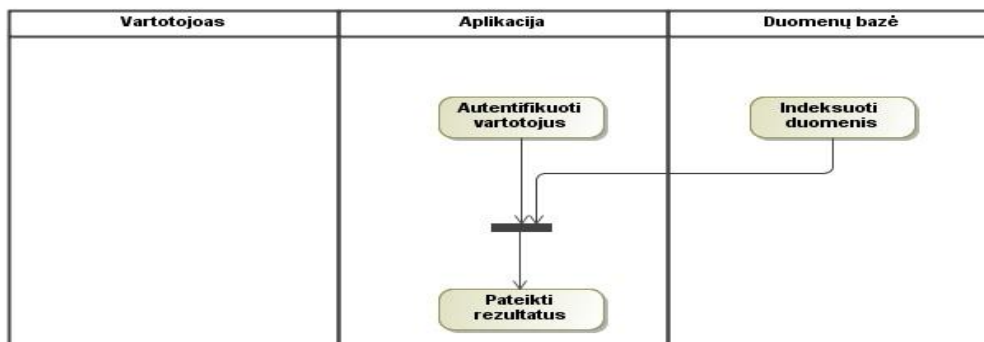 Vartotojoas
Aplikacija
Duomenų bazė
Autentifikuoti
vartotojus
Indeksuoti
duomenis
Pateikti
rezultatus